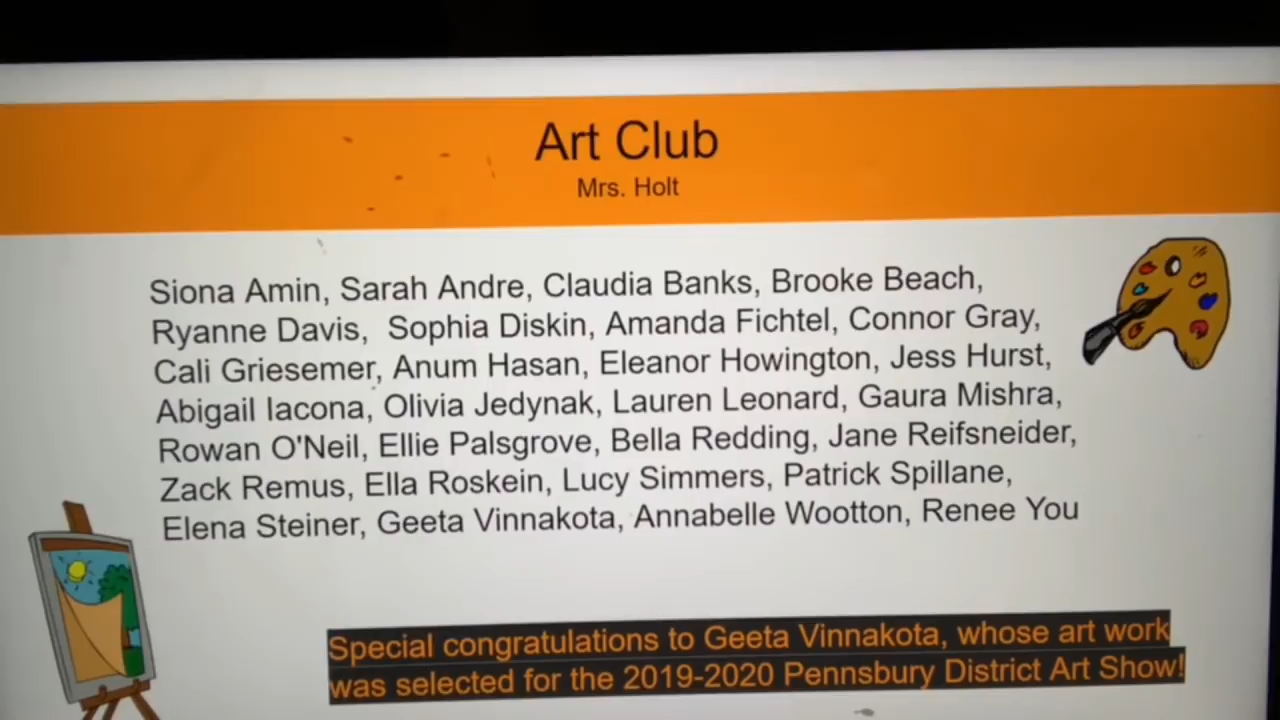 Art Club
Mrs. Holt
Siona Amin, Sarah Andre, Claudia Banks, Brooke Beach,
Ryanne Davis, Sophia Diskin, Amanda Fichtel, Connor Gray,
Cali Griesemer, Anum Hasan, Eleanor Howington, Jess Hurst,
Abigail Iacona, Olivia Jedynak, Lauren Leonard, Gaura Mishra,
Rowan O'Neil, Ellie Palsgrove, Bella Redding, Jane Reifsneider,
Zack Remus, Ella Roskein, Lucy Simmers, Patrick Spillane,
Elena Steiner, Geeta Vinnakota, Annabelle Wootton, Renee You
Special congratulations to Geeta Vinnakota, whose art work
was selected for the 2019-2020 Pennsbury District Art Show!